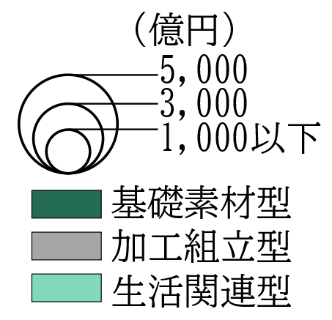 （億円）
5,000
3,000
1,000以下
基礎素材型
加工組立型
生活関連型